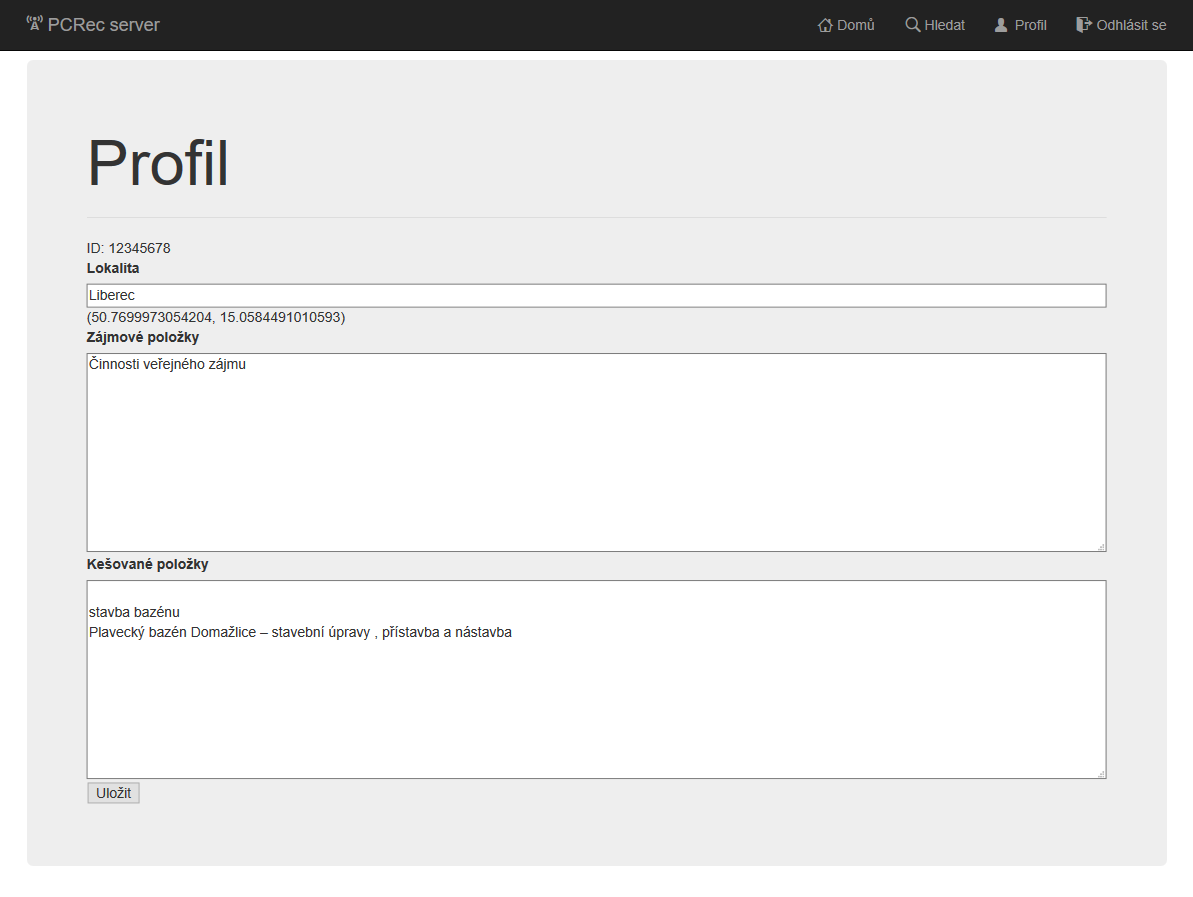 PCRec server
Domů
Hledat
Profil
Odhlásit se
Profil
ID: 12345678
Lokalita
Liberec
(50.7699973054204, 15.0584491010593)
Zájmové položky
Činnosti veřejného zájmu
Kešované položky
stavba bazénu
Plavecký bazén Domažlice – stavební úpravy , přístavba a nástavba
Uložit